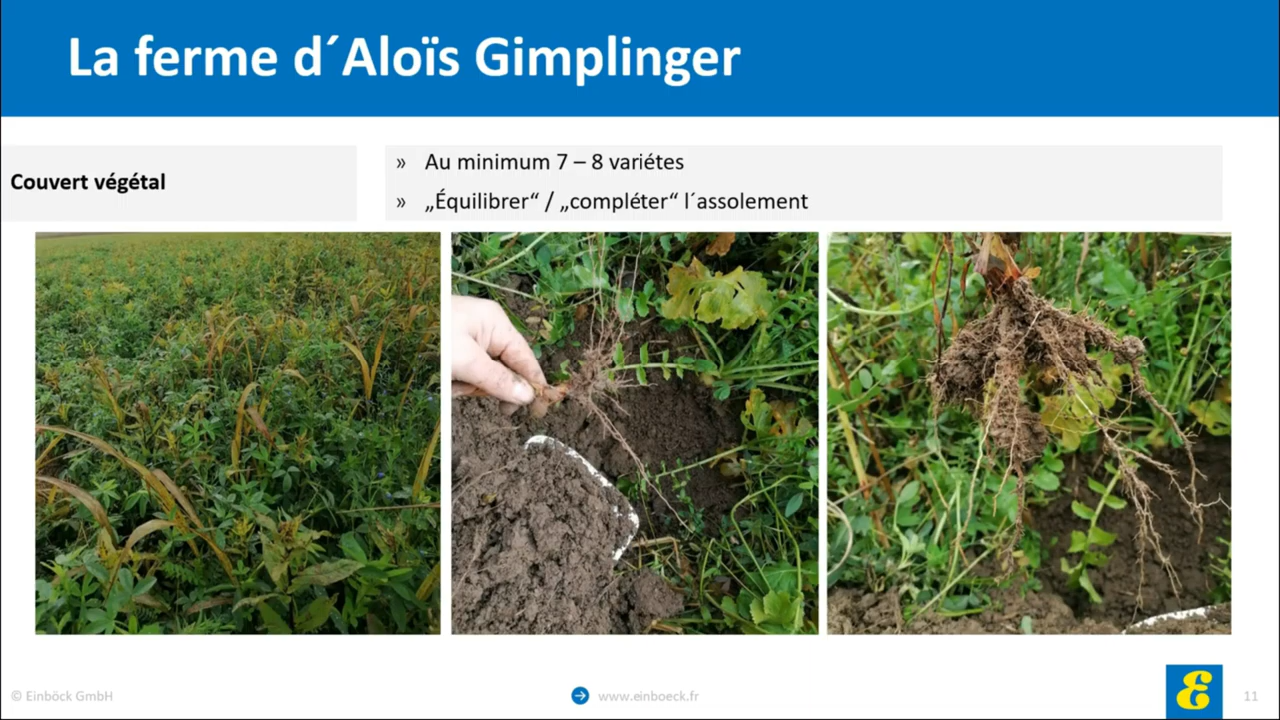 La ferme d´Aloïs Gimplinger
Couvert végétal
» Au minimum 7 – 8 variétes
» „Équilibrer“ / „compléter“ l´assolement
© Einböck GmbH
www.einboeck.fr
E
11